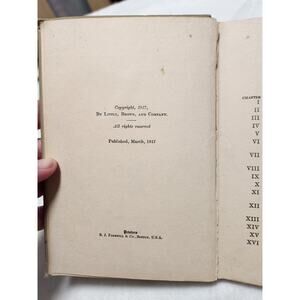 Copyright, 1917,
BY LITTLE, BROWN, AND COMPANY.
All rights reserved
Published, March, 1917
Printers
S. J. PARKHILL & CO., BOSTON, U.S.A.
CHAPTER
I
II
III
IV
V
VI
VII
VIII
IX
X
XI
XII
XIII
XIV
XV
XVI